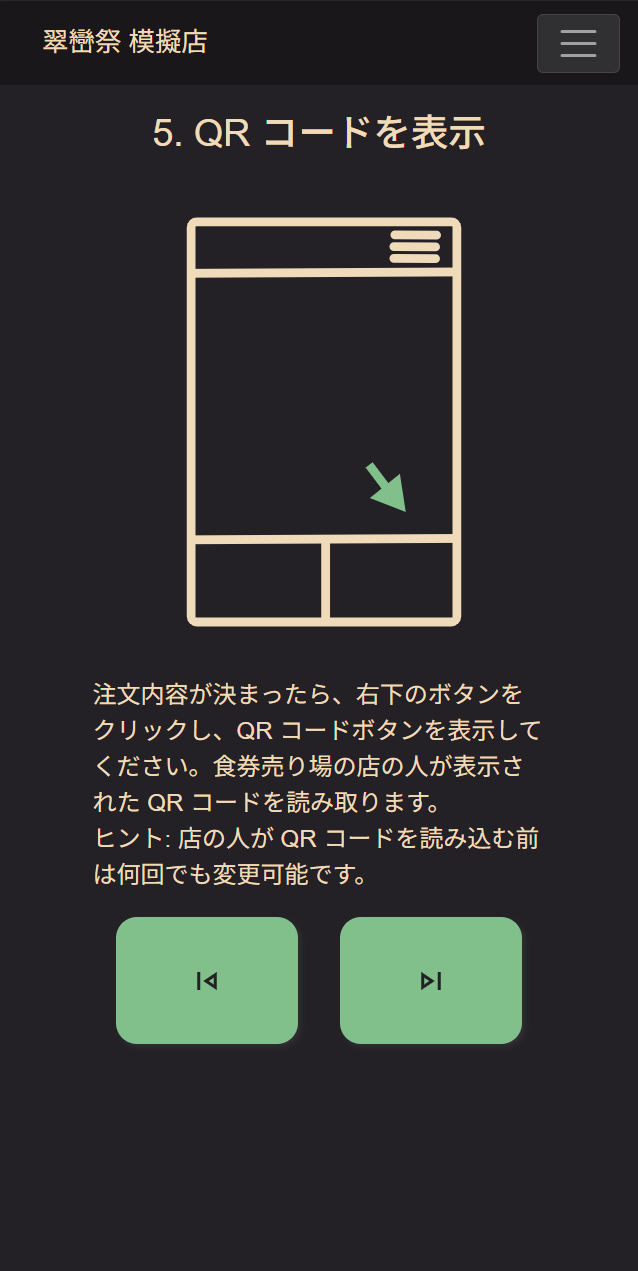 翠巒祭 模擬店
5. QR コードを表示
注文内容が決まったら、右下のボタンを
クリックし、QR コードボタンを表示して
ください。食券売り場の店の人が表示さ
れた QR コードを読み取ります。
ヒント: 店の人が QR コードを読み込む前
は何回でも変更可能です。